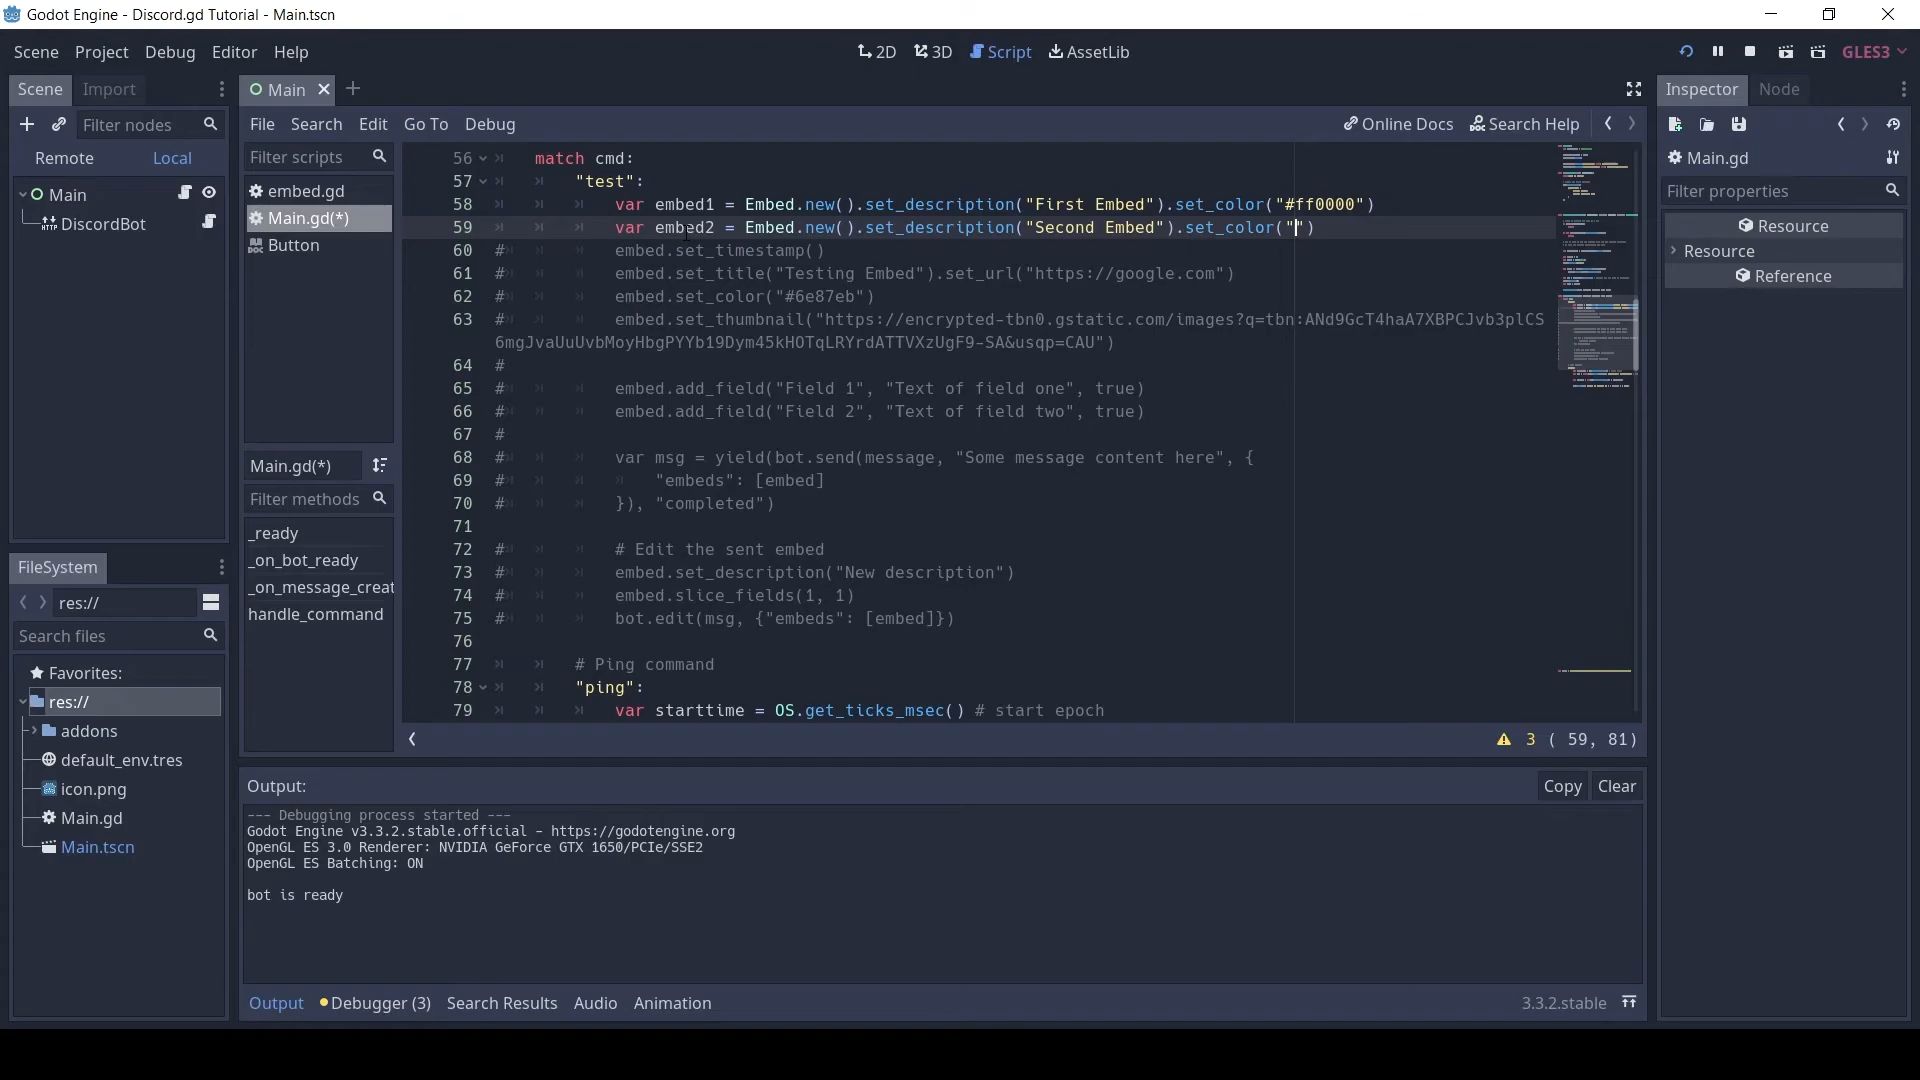 Godot Engine - Discord.gd Tutorial - Main.tscn
Scene Project Debug Editor Help
2D 3D Script AssetLib
GLES3
Scene Import
Filter nodes
Remote Local
Main
DiscordBot
FileSystem
res://
Search files
Favorites:
res://
addons
default_env.tres
icon.png
Main.gd
Main.tscn
Main
File Search Edit Go To Debug
Online Docs Search Help
Filter scripts
embed.gd
Main.gd(*)
Button
Main.gd(*)
Filter methods
_ready
_on_bot_ready
_on_message_creat
handle_command
56 match cmd:
57 "test":
58 var embed1 = Embed.new().set_description("First Embed").set_color("#ff0000")
59 var embed2 = Embed.new().set_description("Second Embed").set_color("")
60 # embed.set_timestamp()
61 # embed.set_title("Testing Embed").set_url("https://google.com")
62 # embed.set_color("#6e87eb")
63 # embed.set_thumbnail("https://encrypted-tbn0.gstatic.com/images?q=tbn:ANd9GcT4haA7XBPCJvb3plCS
6mgJvaUuUvbMoyHbgPYYb19Dym45kHOTqLRYrdATTVXzUgF9-SA&usqp=CAU")
64 #
65 # embed.add_field("Field 1", "Text of field one", true)
66 # embed.add_field("Field 2", "Text of field two", true)
67 #
68 # var msg = yield(bot.send(message, "Some message content here", {
69 # "embeds": [embed]
70 # }), "completed")
71
72 # # Edit the sent embed
73 # embed.set_description("New description")
74 # embed.slice_fields(1, 1)
75 # bot.edit(msg, {"embeds": [embed]})
76
77 # Ping command
78 "ping":
79 var starttime = OS.get_ticks_msec() # start epoch
3 ( 59, 81)
Output:
Copy Clear
--- Debugging process started ---
Godot Engine v3.3.2.stable.official - https://godotengine.org
OpenGL ES 3.0 Renderer: NVIDIA GeForce GTX 1650/PCIe/SSE2
OpenGL ES Batching: ON
bot is ready
Output Debugger (3) Search Results Audio Animation
3.3.2.stable
Inspector Node
Main.gd
Filter properties
Resource
Resource
Reference